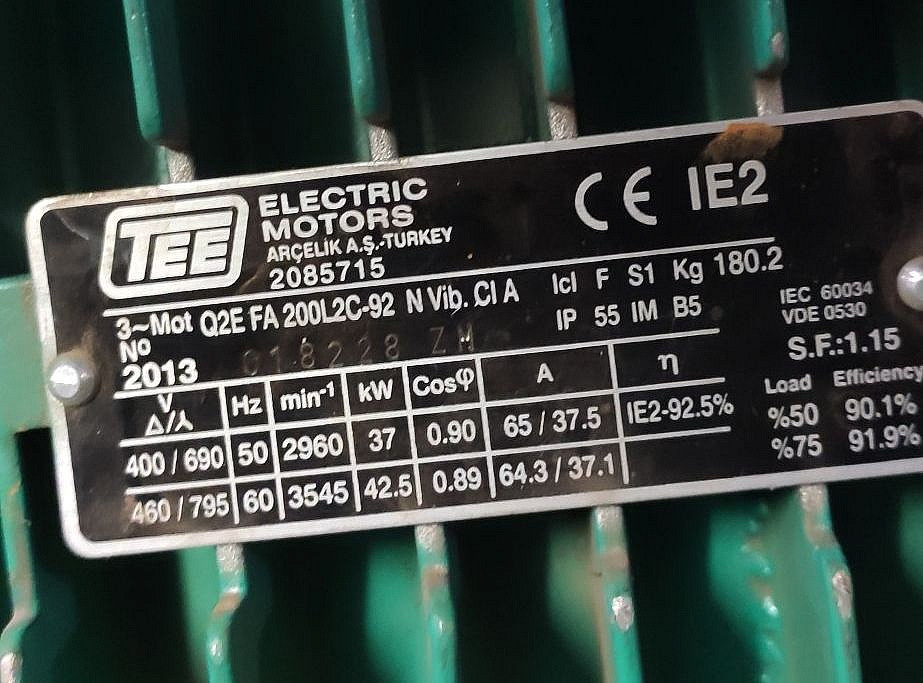 TEE ELECTRIC MOTORS
ARÇELİK A.Ş.-TURKEY
2085715
CE IE2
3~Mot Q2E FA 200L2C-92 N Vib. Cl A Icl F S1 Kg 180.2
No 018228 ZM IP 55 IM B5
2013
IEC 60034
VDE 0530
S.F.:1.15
V Δ/⅄ Hz min-1 kW Cosφ A η
400 / 690 50 2960 37 0.90 65 / 37.5 IE2-92.5%
460 / 795 60 3545 42.5 0.89 64.3 / 37.1
Load Efficiency
%50 90.1%
%75 91.9%